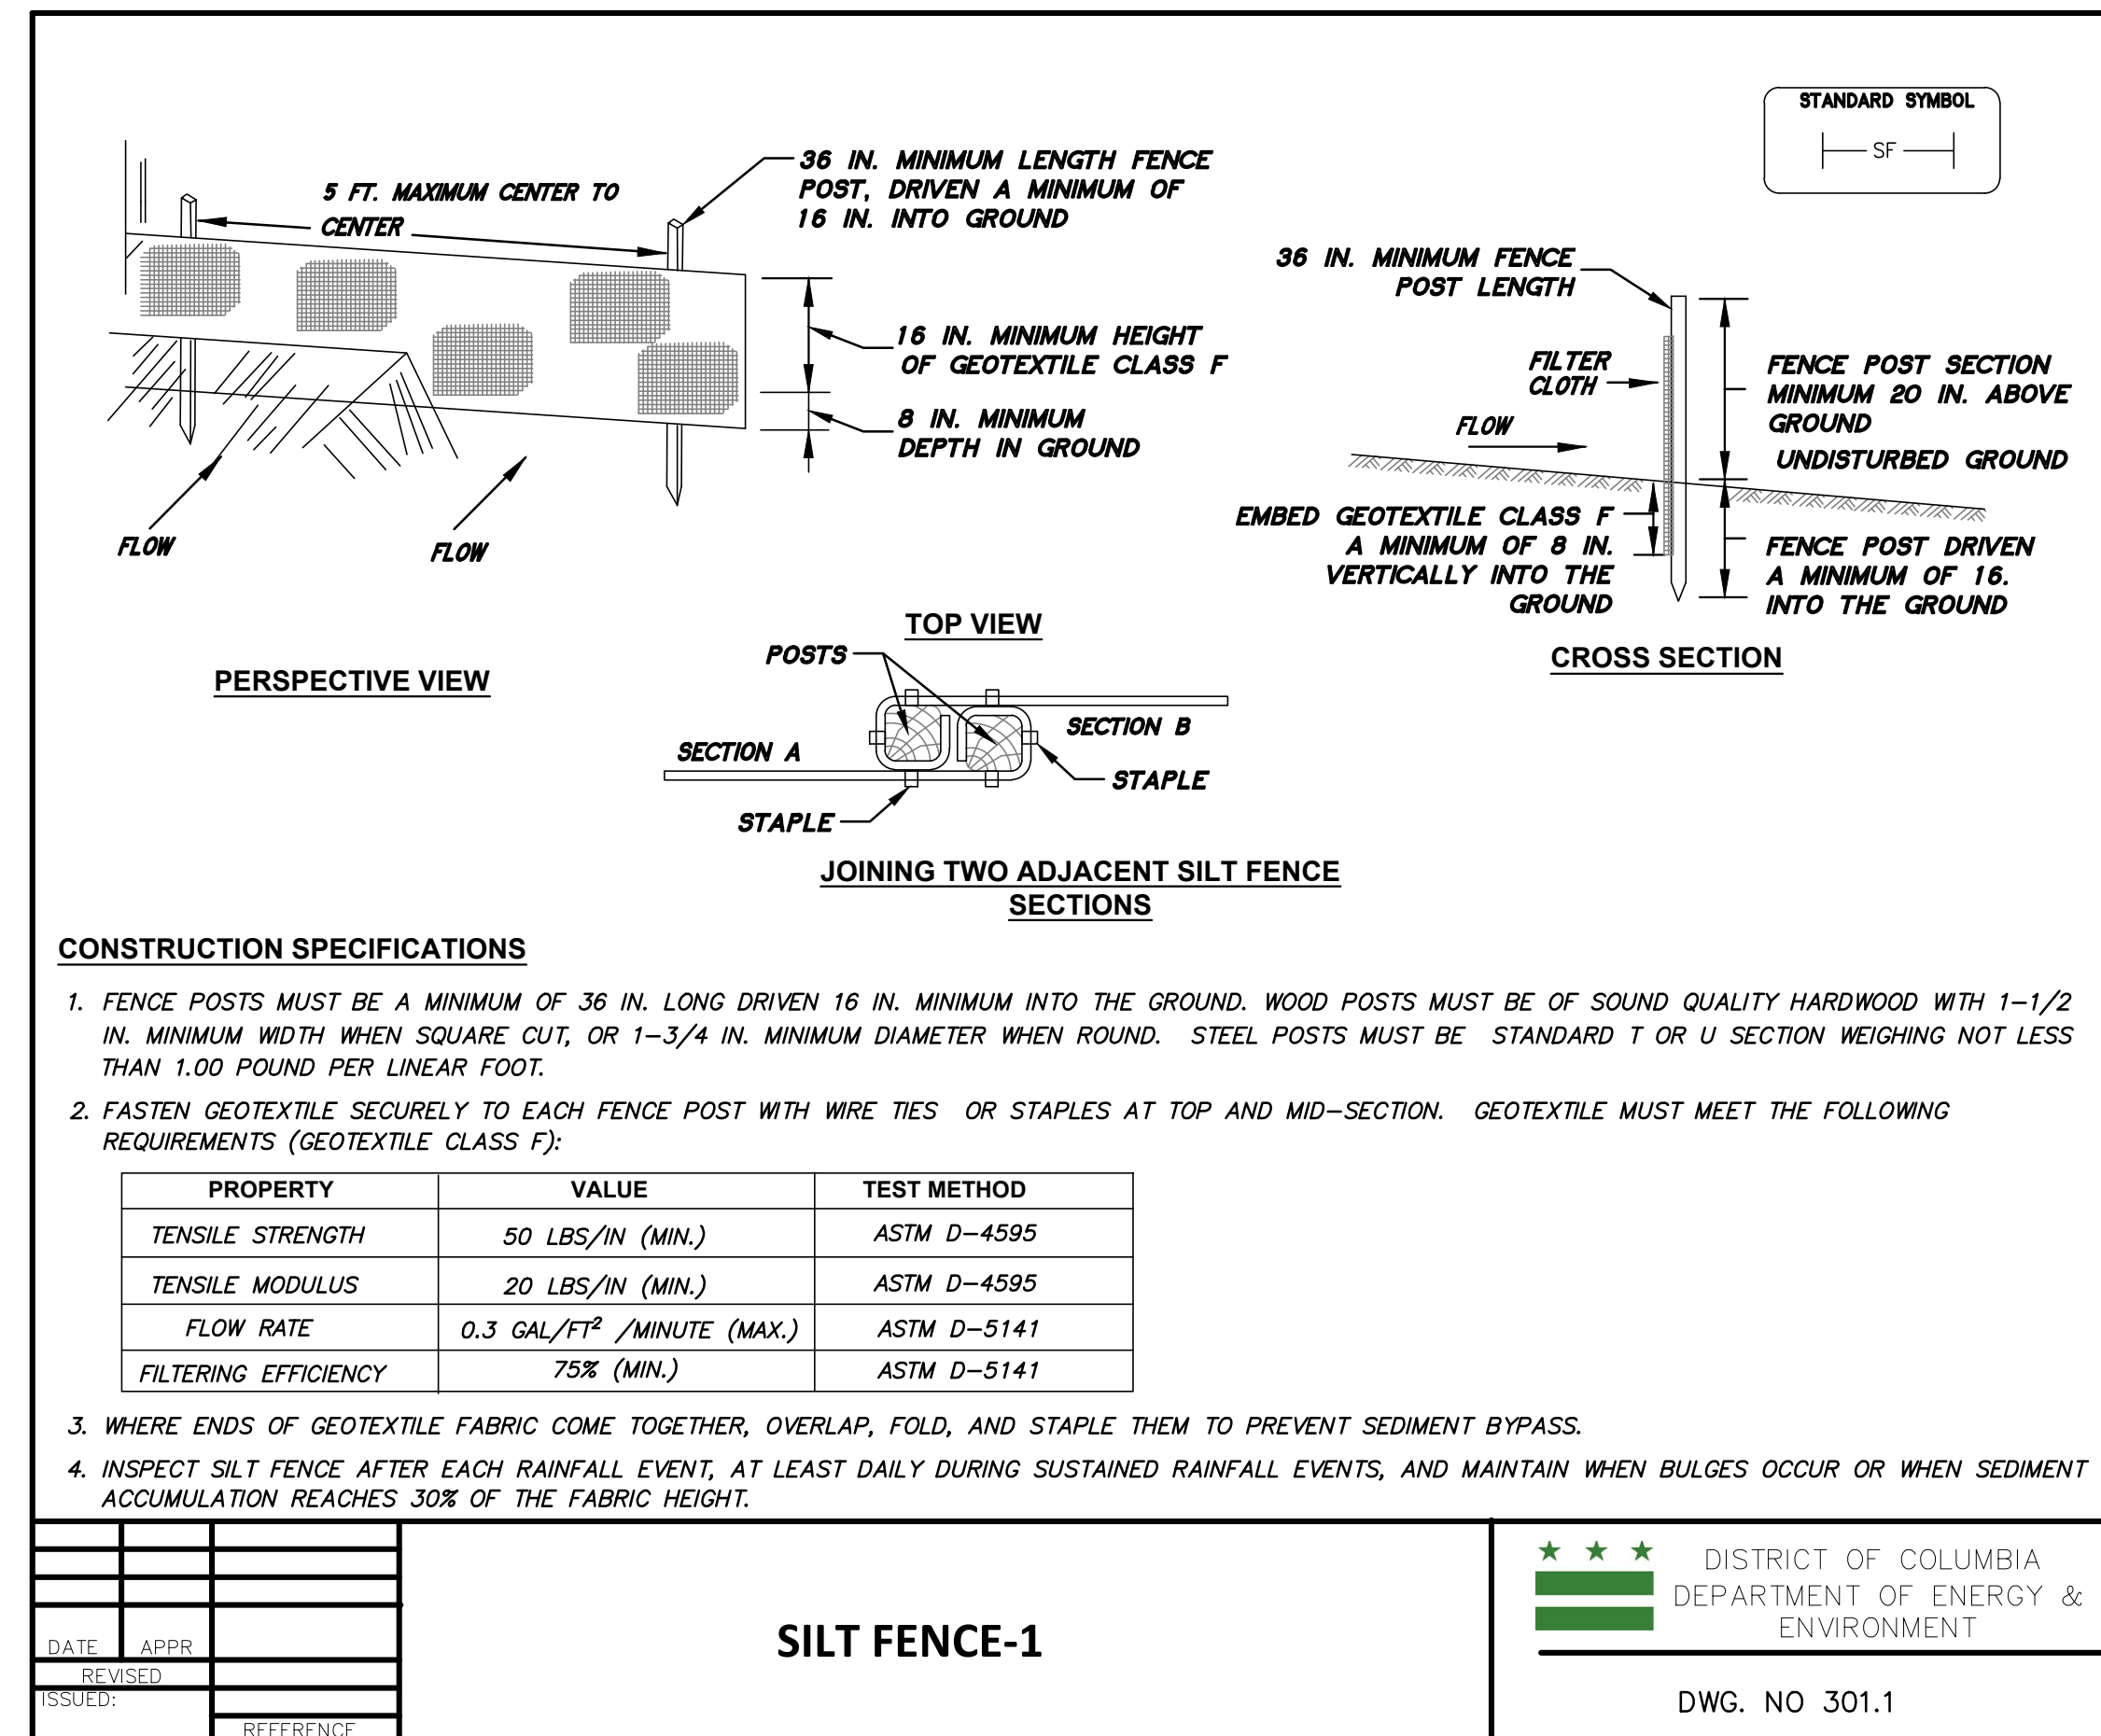 STANDARD SYMBOL
SF
5 FT. MAXIMUM CENTER TO
CENTER
36 IN. MINIMUM LENGTH FENCE
POST, DRIVEN A MINIMUM OF
16 IN. INTO GROUND
16 IN. MINIMUM HEIGHT
OF GEOTEXTILE CLASS F
8 IN. MINIMUM
DEPTH IN GROUND
FLOW
FLOW
PERSPECTIVE VIEW
36 IN. MINIMUM FENCE
POST LENGTH
FILTER
CLOTH
FLOW
FENCE POST SECTION
MINIMUM 20 IN. ABOVE
GROUND
UNDISTURBED GROUND
EMBED GEOTEXTILE CLASS F
A MINIMUM OF 8 IN.
VERTICALLY INTO THE
GROUND
FENCE POST DRIVEN
A MINIMUM OF 16.
INTO THE GROUND
CROSS SECTION
TOP VIEW
POSTS
SECTION B
SECTION A
STAPLE
STAPLE
JOINING TWO ADJACENT SILT FENCE
SECTIONS
CONSTRUCTION SPECIFICATIONS
1. FENCE POSTS MUST BE A MINIMUM OF 36 IN. LONG DRIVEN 16 IN. MINIMUM INTO THE GROUND. WOOD POSTS MUST BE OF SOUND QUALITY HARDWOOD WITH 1-1/2
IN. MINIMUM WIDTH WHEN SQUARE CUT, OR 1-3/4 IN. MINIMUM DIAMETER WHEN ROUND. STEEL POSTS MUST BE STANDARD T OR U SECTION WEIGHING NOT LESS
THAN 1.00 POUND PER LINEAR FOOT.
2. FASTEN GEOTEXTILE SECURELY TO EACH FENCE POST WITH WIRE TIES OR STAPLES AT TOP AND MID-SECTION. GEOTEXTILE MUST MEET THE FOLLOWING
REQUIREMENTS (GEOTEXTILE CLASS F):
PROPERTY VALUE TEST METHOD
TENSILE STRENGTH 50 LBS/IN (MIN.) ASTM D-4595
TENSILE MODULUS 20 LBS/IN (MIN.) ASTM D-4595
FLOW RATE 0.3 GAL/FT² /MINUTE (MAX.) ASTM D-5141
FILTERING EFFICIENCY 75% (MIN.) ASTM D-5141
3. WHERE ENDS OF GEOTEXTILE FABRIC COME TOGETHER, OVERLAP, FOLD, AND STAPLE THEM TO PREVENT SEDIMENT BYPASS.
4. INSPECT SILT FENCE AFTER EACH RAINFALL EVENT, AT LEAST DAILY DURING SUSTAINED RAINFALL EVENTS, AND MAINTAIN WHEN BULGES OCCUR OR WHEN SEDIMENT
ACCUMULATION REACHES 30% OF THE FABRIC HEIGHT.
DATE APPR
REVISED
ISSUED:
REFERENCE
SILT FENCE-1
DISTRICT OF COLUMBIA
DEPARTMENT OF ENERGY &
ENVIRONMENT
DWG. NO 301.1